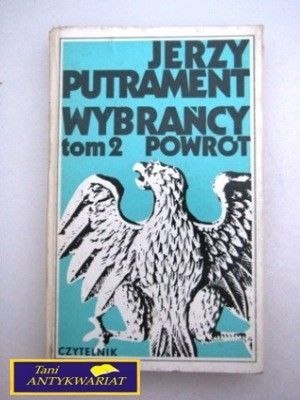 JERZY
PUTRAMENT
WYBRAŃCY
tom 2 POWRÓT
CZYTELNIK
Tani
ANTYKWARIAT